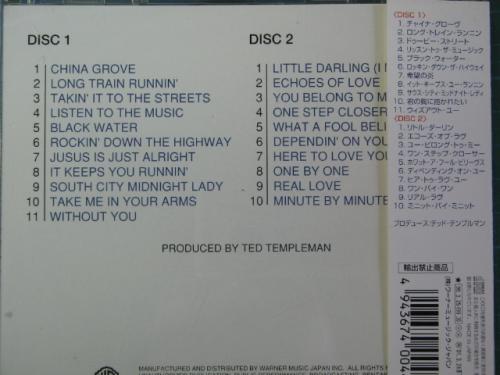 DISC 1
1 CHINA GROVE
2 LONG TRAIN RUNNIN'
3 TAKIN' IT TO THE STREETS
4 LISTEN TO THE MUSIC
5 BLACK WATER
6 ROCKIN' DOWN THE HIGHWAY
7 JUSUS IS JUST ALRIGHT
8 IT KEEPS YOU RUNNIN'
9 SOUTH CITY MIDNIGHT LADY
10 TAKE ME IN YOUR ARMS
11 WITHOUT YOU
DISC 2
1 LITTLE DARLING (I N
2 ECHOES OF LOVE
3 YOU BELONG TO M
4 ONE STEP CLOSER
5 WHAT A FOOL BELI
6 DEPENDIN' ON YOU
7 HERE TO LOVE YOU
8 ONE BY ONE
9 REAL LOVE
10 MINUTE BY MINUTE
PRODUCED BY TED TEMPLEMAN
MANUFACTURED AND DISTRIBUTED BY WARNER MUSIC JAPAN INC. ALL RIGHTS
〈DISC 1〉
1. チャイナ・グローヴ
2. ロング・トレイン・ランニン
3. ドゥービー・ストリート
4. リッスン・トゥ・ザ・ミュージック
5. ブラック・ウォーター
6. ロッキン・ダウン・ザ・ハイウェイ
7. 希望の炎
8. イット・キープス・ユー・ランニン
9. サウス・シティ・ミッドナイト・レディ
10. 君の胸に抱かれたい
11. ウィズアウト・ユー
〈DISC 2〉
1. リトル・ダーリン
2. エコーズ・オブ・ラヴ
3. ユー・ビロング・トゥ・ミー
4. ワン・ステップ・クローサー
5. ホワット・ア・フール・ビリーヴス
6. ディペンディング・オン・ユー
7. ヒア・トゥ・ラヴ・ユー
8. ワン・バイ・ワン
9. リアル・ラヴ
10. ミニット・バイ・ミニット
プロデュース:テッド・テンプルマン
輸出禁止商品
(株)ワーナーミュージック・ジャパン
4 943674 004